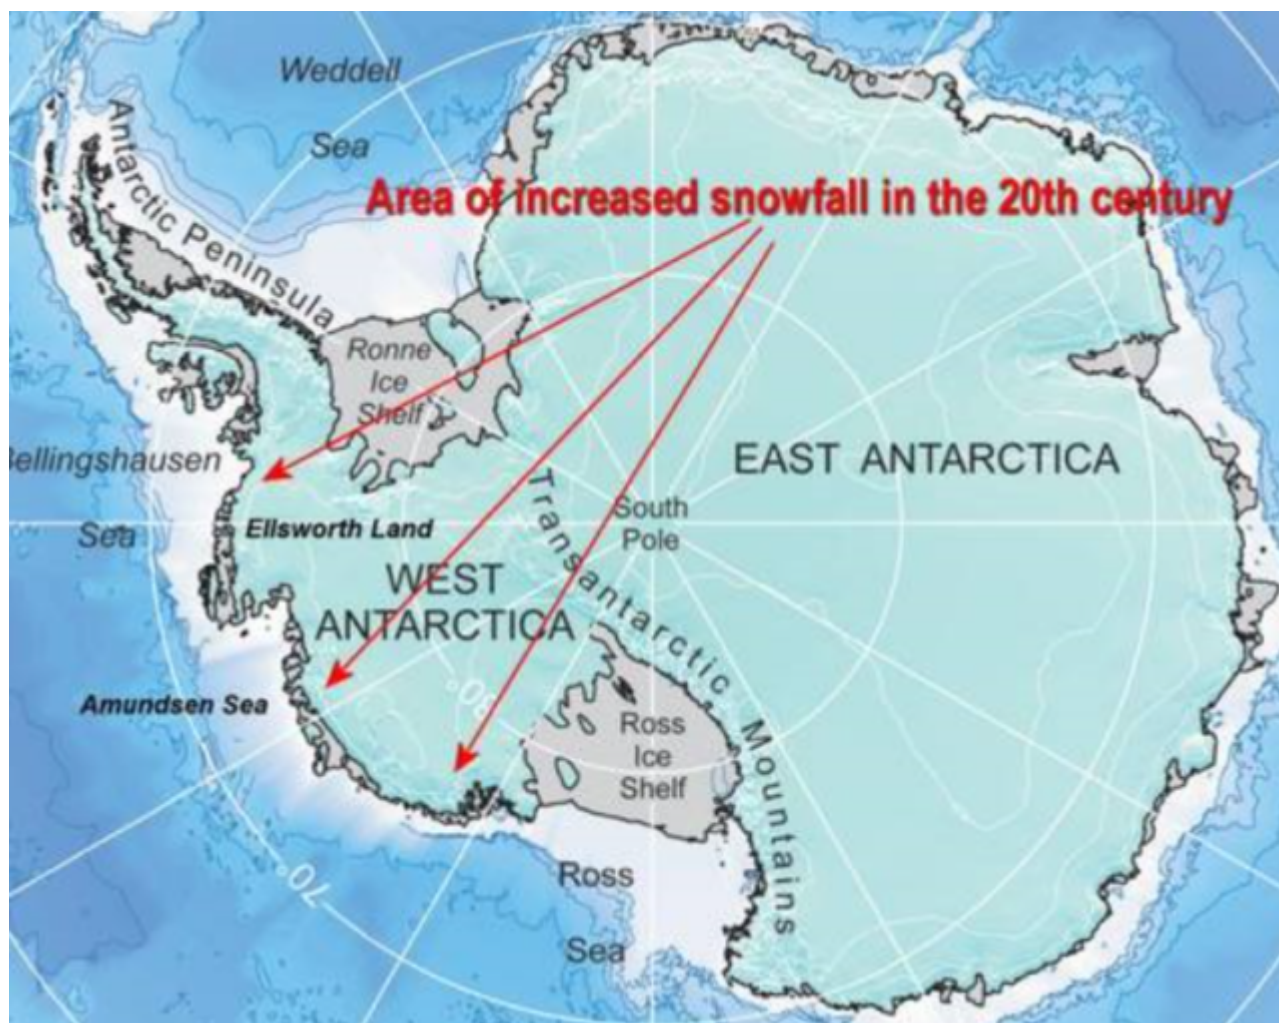 Weddell
Sea
Antarctic Peninsula
Area of increased snowfall in the 20th century
Ronne
Ice
Shelf
EAST ANTARCTICA
ellingshausen
Sea
South
Pole
Ellsworth Land
WEST
ANTARCTICA
Transantarctic Mountains
80°
Amundsen Sea
Ross
Ice
Shelf
70°
Ross
Sea